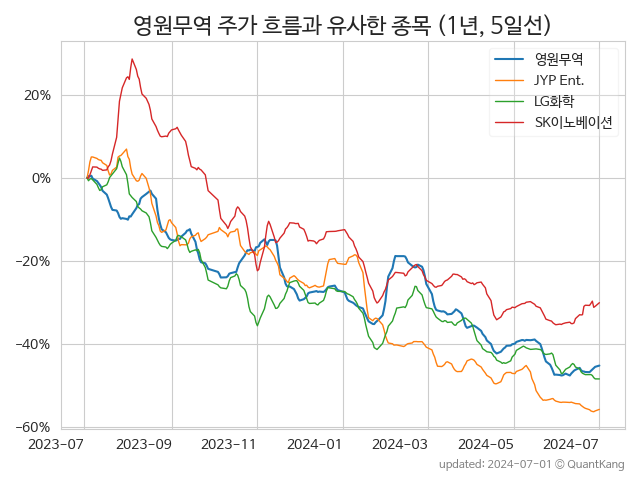 영원무역 주가 흐름과 유사한 종목 (1년, 5일선)
영원무역
JYP Ent.
LG화학
SK이노베이션
20%
0%
−20%
−40%
−60%
2023-07 2023-09 2023-11 2024-01 2024-03 2024-05 2024-07
updated: 2024-07-01 © QuantKang